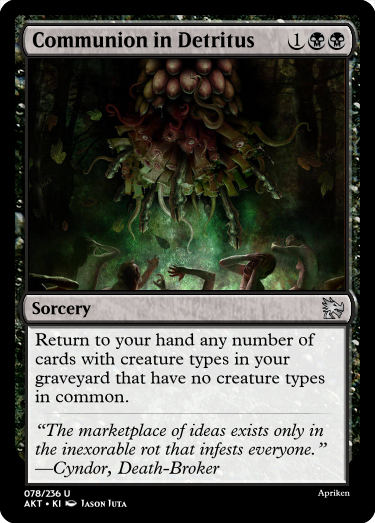 Communion in Detritus 1
Sorcery
Return to your hand any number of
cards with creature types in your
graveyard that have no creature types
in common.
“The marketplace of ideas exists only in
the inexorable rot that infests everyone.”
—Cyndor, Death-Broker
078/236 U
Apriken
AKT • KI Jason Juta